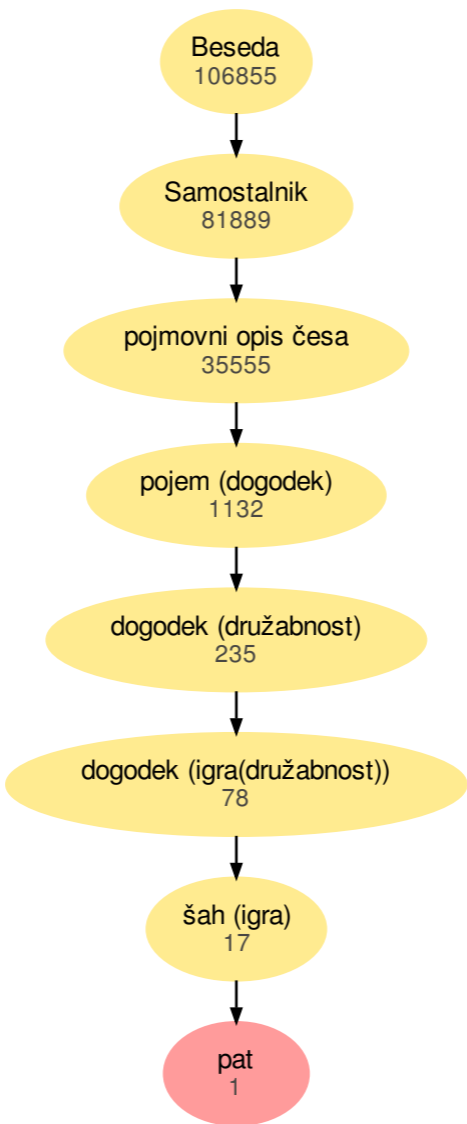 Beseda
106855
Samostalnik
81889
pojmovni opis česa
35555
pojem (dogodek)
1132
dogodek (družabnost)
235
dogodek (igra(družabnost))
78
šah (igra)
17
pat
1